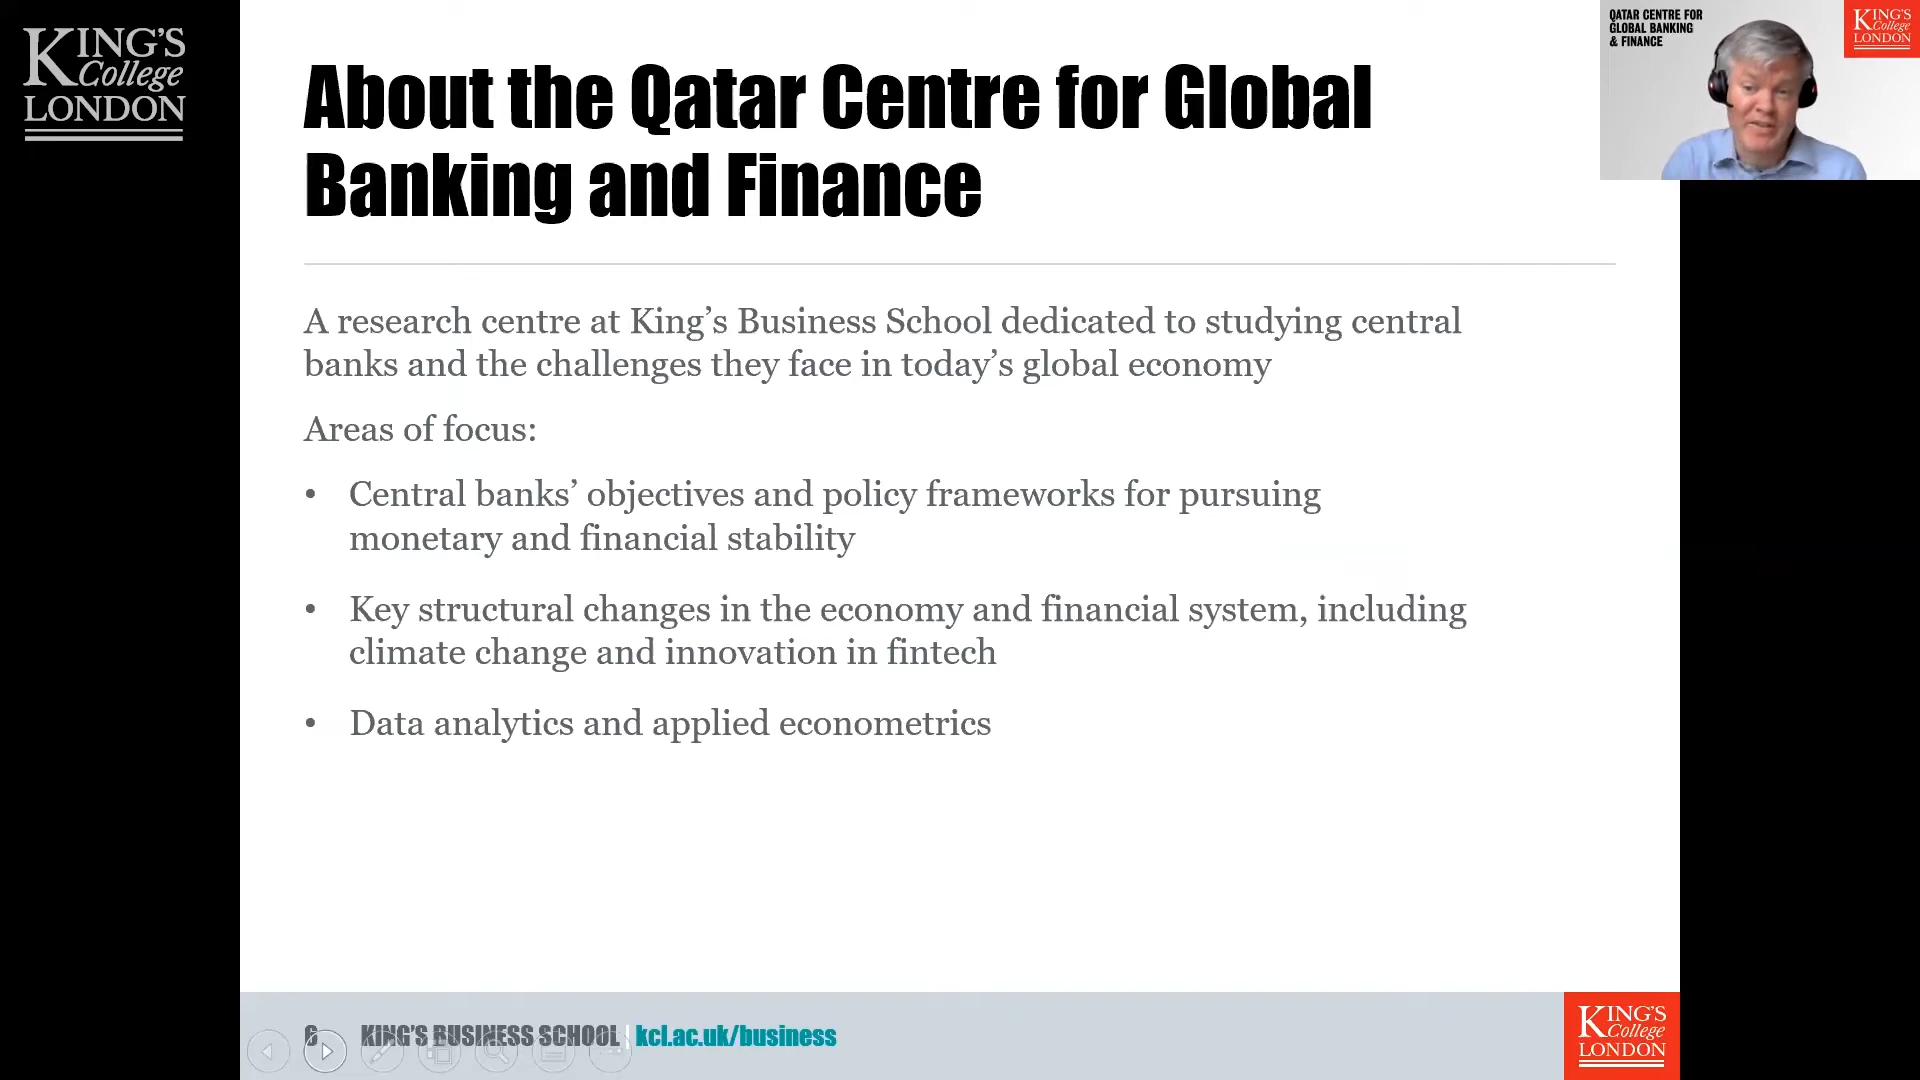 KING'S
College
LONDON
About the Qatar Centre for Global
Banking and Finance
QATAR CENTRE FOR
GLOBAL BANKING
& FINANCE
KING'S
College
LONDON
A research centre at King’s Business School dedicated to studying central
banks and the challenges they face in today’s global economy
Areas of focus:
• Central banks’ objectives and policy frameworks for pursuing
monetary and financial stability
• Key structural changes in the economy and financial system, including
climate change and innovation in fintech
• Data analytics and applied econometrics
6 KING’S BUSINESS SCHOOL | kcl.ac.uk/business
KING'S
College
LONDON